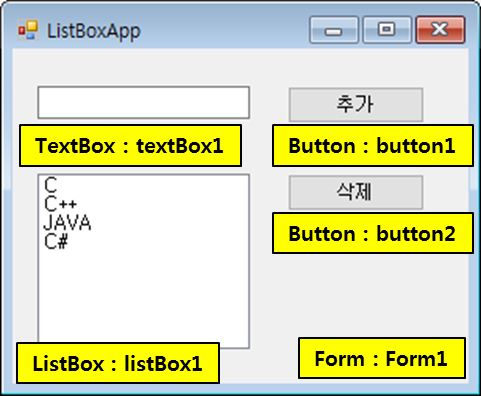 ListBoxApp
추가
TextBox : textBox1
Button : button1
C
C++
JAVA
C#
삭제
Button : button2
ListBox : listBox1
Form : Form1